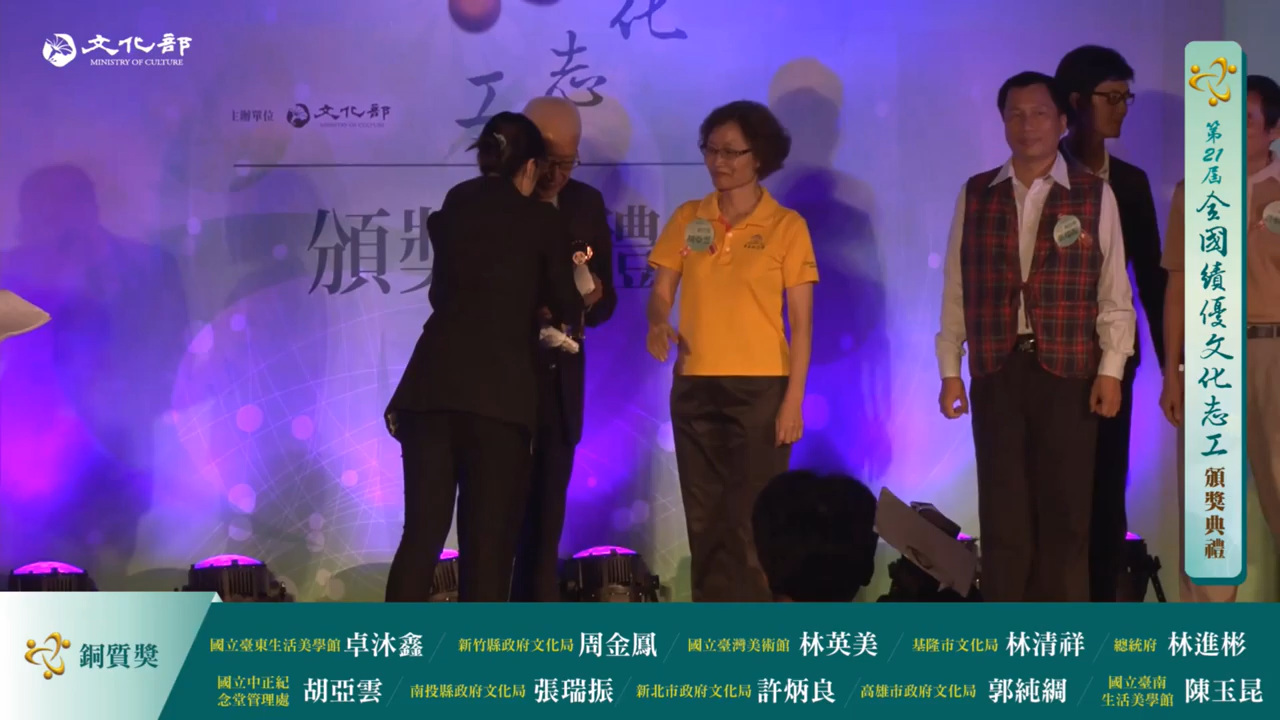 文化部
MINISTRY OF CULTURE
化
志
工
主辦單位
文化部
MINISTRY OF CULTURE
頒獎 禮
第21屆全國績優文化志工頒獎典禮
銅質獎
國立臺東生活美學館 卓沐鑫 / 新竹縣政府文化局 周金鳳 / 國立臺灣美術館 林英美 / 基隆市文化局 林清祥 / 總統府 林進彬
國立中正紀
念堂管理處 胡亞雲 / 南投縣政府文化局 張瑞振 / 新北市政府文化局 許炳良 / 高雄市政府文化局 郭純綢 / 國立臺南
生活美學館 陳玉昆